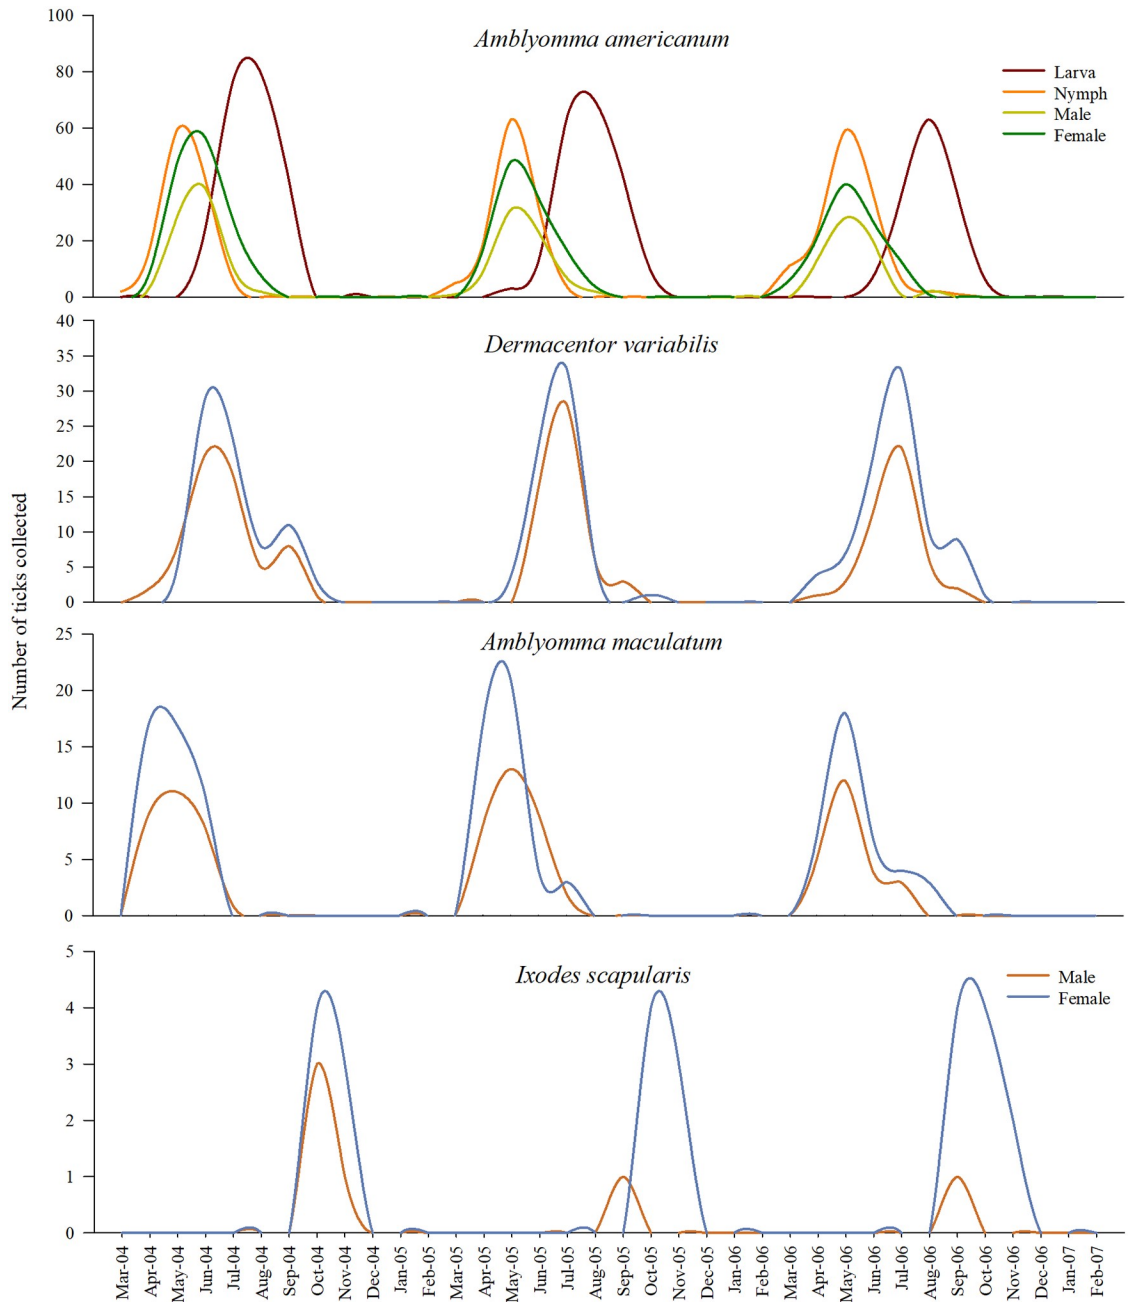 Number of ticks collected
Amblyomma americanum
100
80
60
40
20
0
Larva
Nymph
Male
Female
Dermacentor variabilis
40
35
30
25
20
15
10
5
0
Amblyomma maculatum
25
20
15
10
5
0
Ixodes scapularis
5
4
3
2
1
0
Male
Female
Mar-04
Apr-04
May-04
Jun-04
Jul-04
Aug-04
Sep-04
Oct-04
Nov-04
Dec-04
Jan-05
Feb-05
Mar-05
Apr-05
May-05
Jun-05
Jul-05
Aug-05
Sep-05
Oct-05
Nov-05
Dec-05
Jan-06
Feb-06
Mar-06
Apr-06
May-06
Jun-06
Jul-06
Aug-06
Sep-06
Oct-06
Nov-06
Dec-06
Jan-07
Feb-07